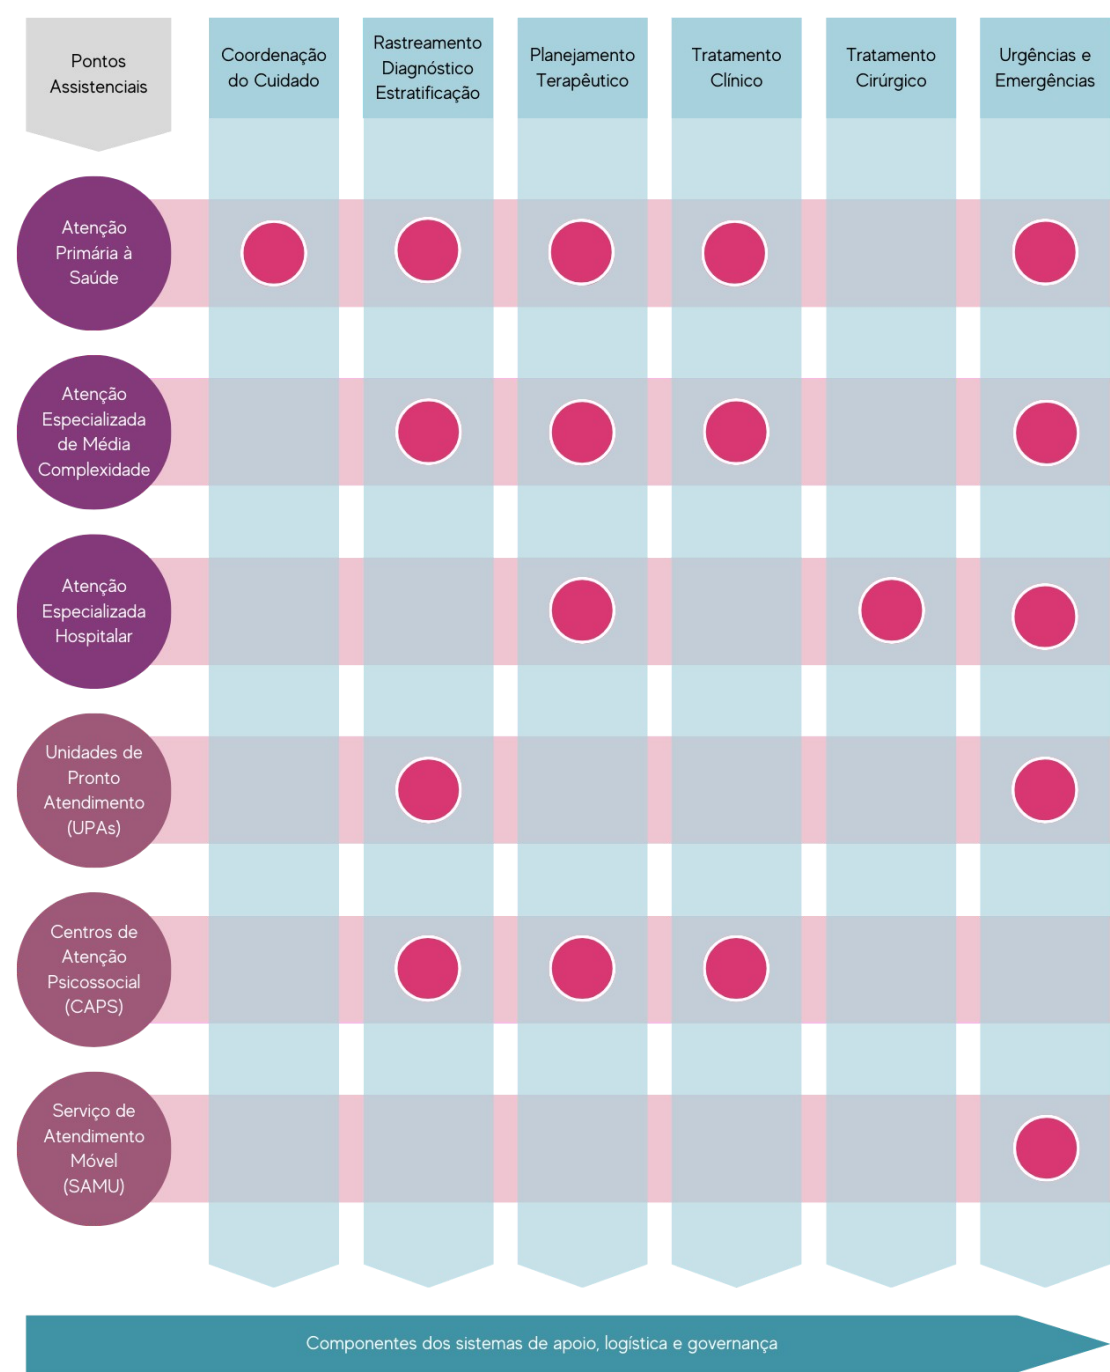 Pontos
Assistenciais
Coordenação
do Cuidado
Rastreamento
Diagnóstico
Estratificação
Planejamento
Terapêutico
Tratamento
Clínico
Tratamento
Cirúrgico
Urgências e
Emergências
Atenção
Primária à
Saúde
Atenção
Especializada
de Média
Complexidade
Atenção
Especializada
Hospitalar
Unidades de
Pronto
Atendimento
(UPAs)
Centros de
Atenção
Psicossocial
(CAPS)
Serviço de
Atendimento
Móvel
(SAMU)
Componentes dos sistemas de apoio, logística e governança